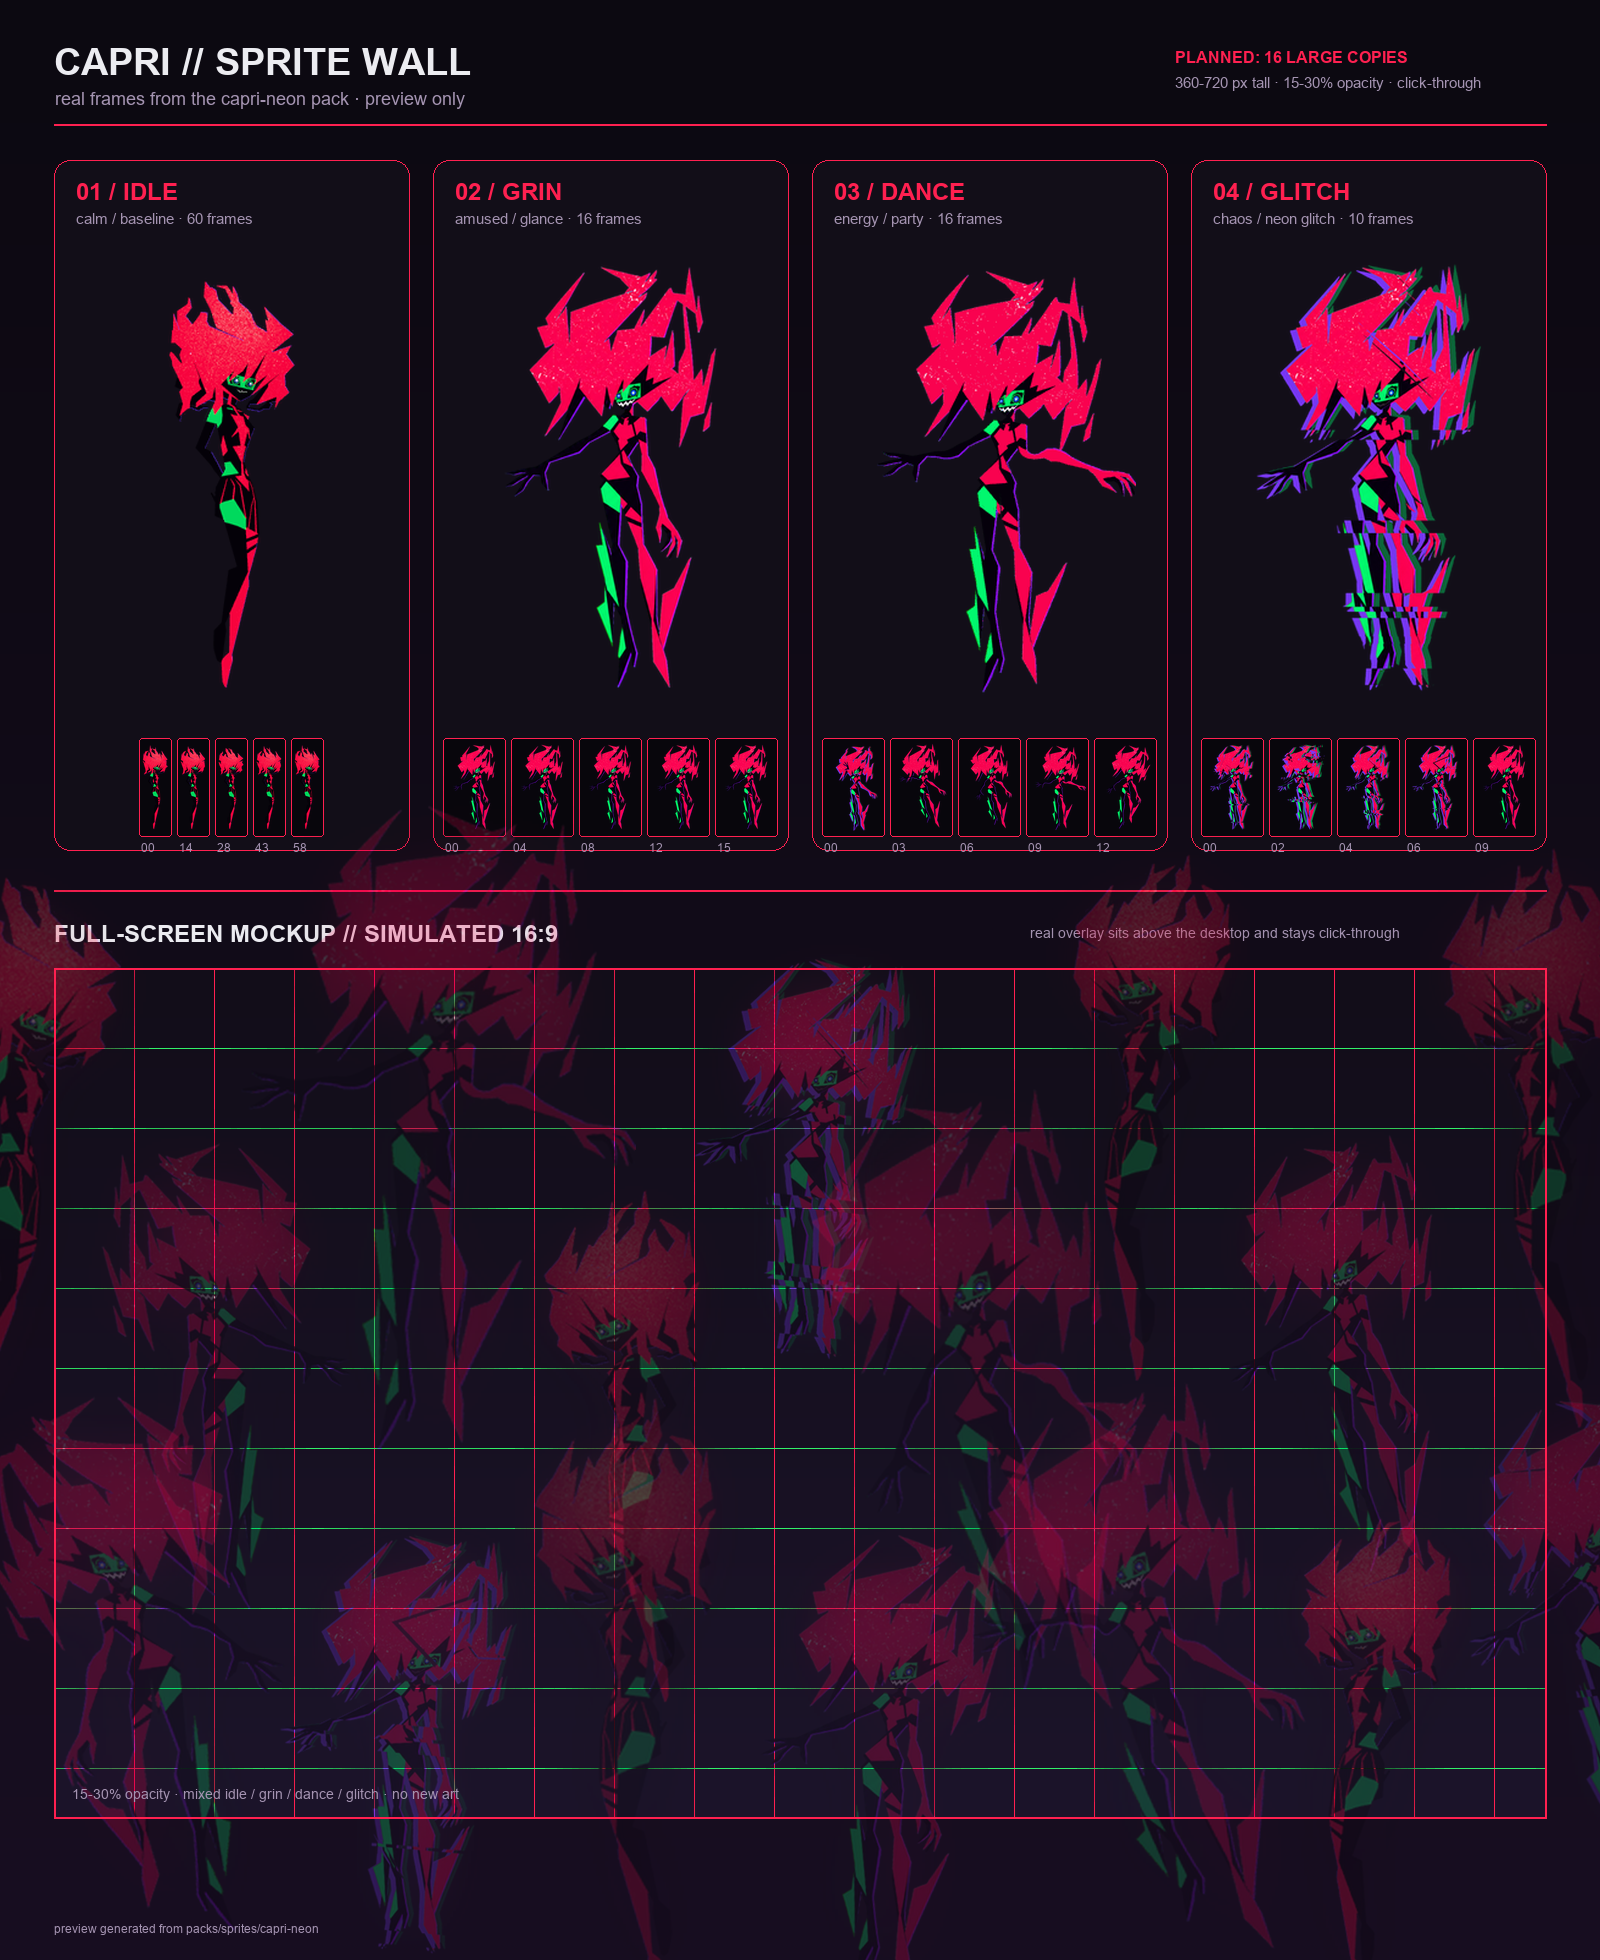 CAPRI // SPRITE WALL
real frames from the capri-neon pack · preview only
PLANNED: 16 LARGE COPIES
360-720 px tall · 15-30% opacity · click-through
01 / IDLE
calm / baseline · 60 frames
02 / GRIN
amused / glance · 16 frames
03 / DANCE
energy / party · 16 frames
04 / GLITCH
chaos / neon glitch · 10 frames
00 14 28 43 58
00 04 08 12 15
00 03 06 09 12
00 02 04 06 09
FULL-SCREEN MOCKUP // SIMULATED 16:9
real overlay sits above the desktop and stays click-through
15-30% opacity · mixed idle / grin / dance / glitch · no new art
preview generated from packs/sprites/capri-neon